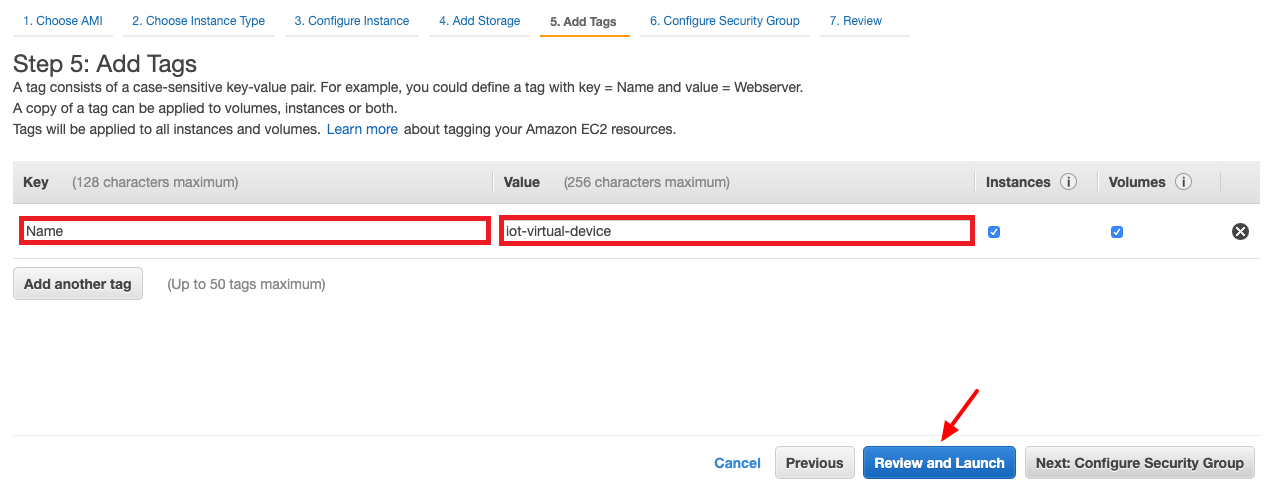 1. Choose AMI 2. Choose Instance Type 3. Configure Instance 4. Add Storage 5. Add Tags 6. Configure Security Group 7. Review
Step 5: Add Tags
A tag consists of a case-sensitive key-value pair. For example, you could define a tag with key = Name and value = Webserver.
A copy of a tag can be applied to volumes, instances or both.
Tags will be applied to all instances and volumes. Learn more about tagging your Amazon EC2 resources.
Key (128 characters maximum) Value (256 characters maximum) Instances i Volumes i
Name iot-virtual-device
Add another tag (Up to 50 tags maximum)
Cancel Previous Review and Launch Next: Configure Security Group